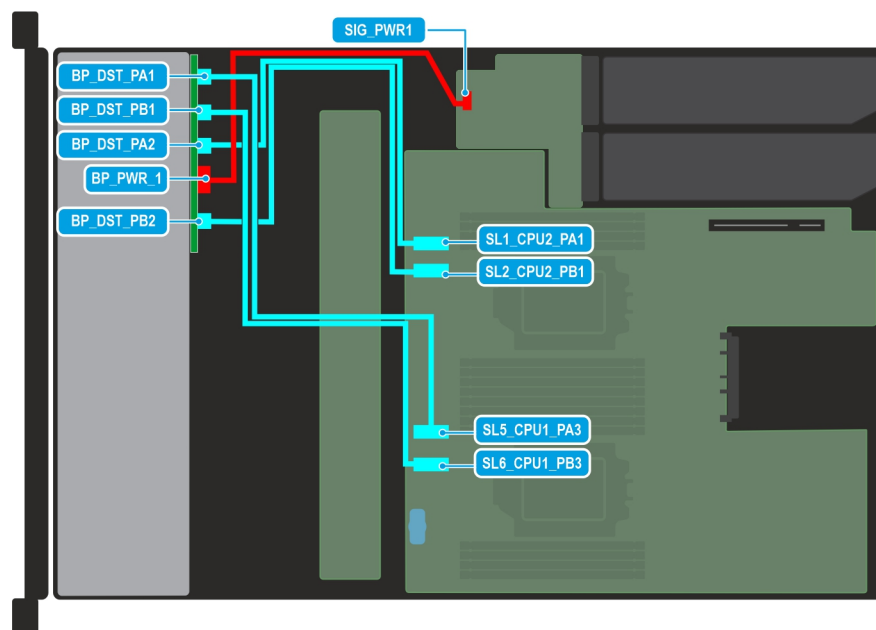 SIG_PWR1
BP_DST_PA1
BP_DST_PB1
BP_DST_PA2
BP_PWR_1
BP_DST_PB2
SL1_CPU2_PA1
SL2_CPU2_PB1
SL5_CPU1_PA3
SL6_CPU1_PB3